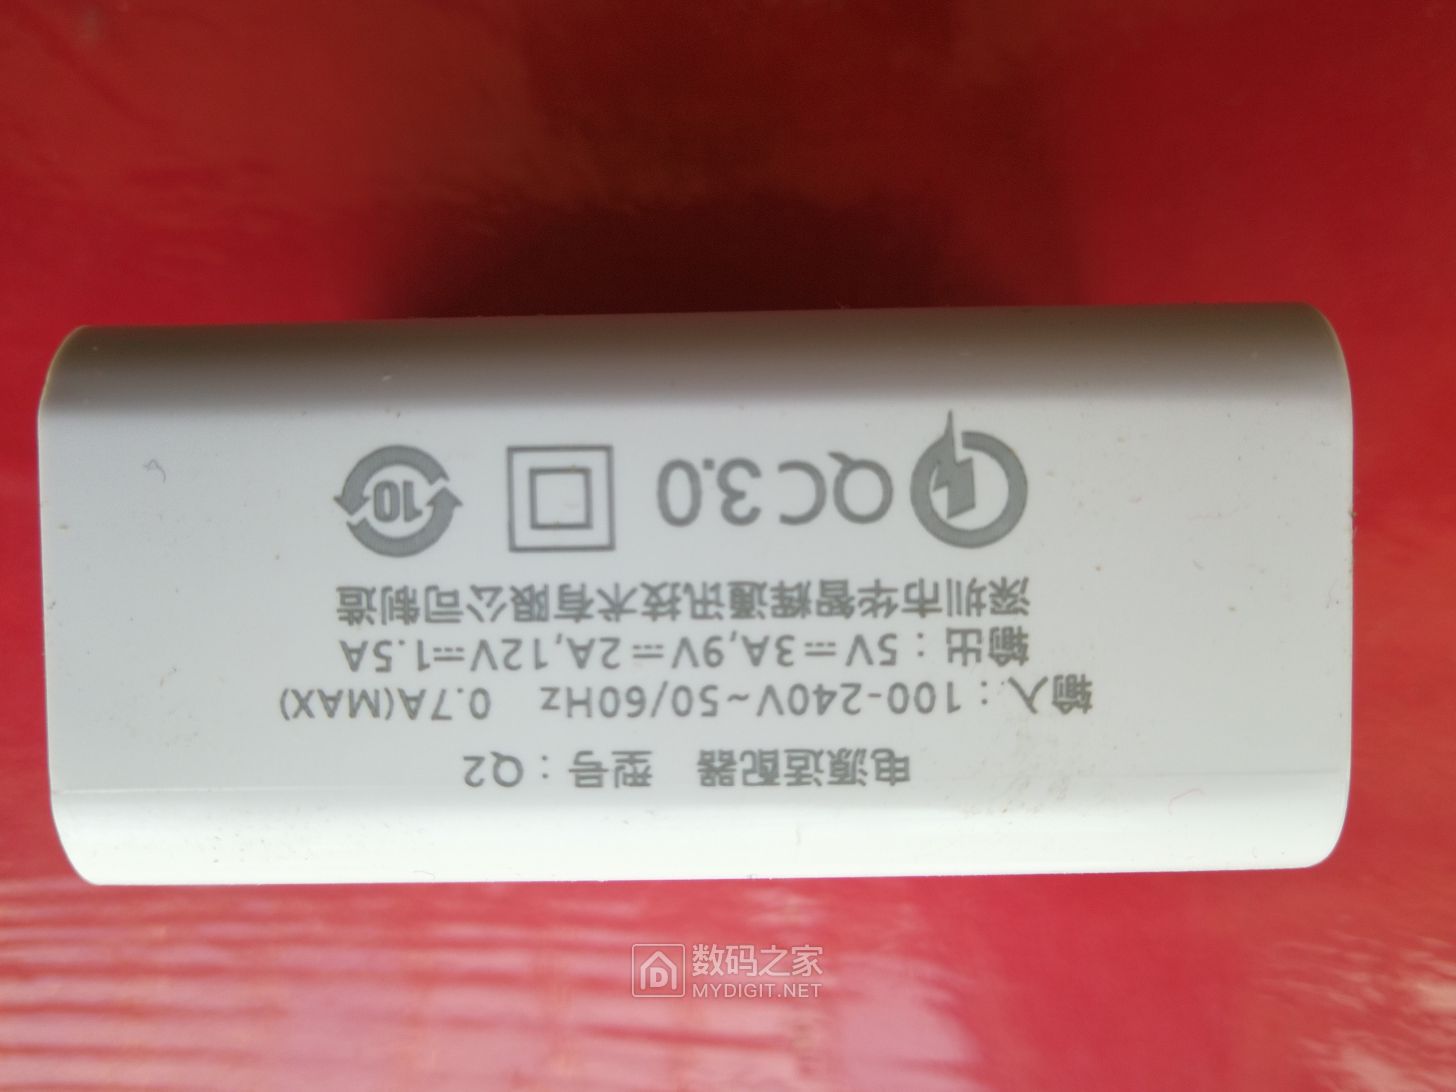 电源适配器 型号：Q2
输入：100-240V~50/60Hz 0.7A(MAX)
输出：5V⎓3A,9V⎓2A,12V⎓1.5A
深圳市华智辉通讯技术有限公司制造
QC3.0
10
数码之家
MYDIGIT.NET